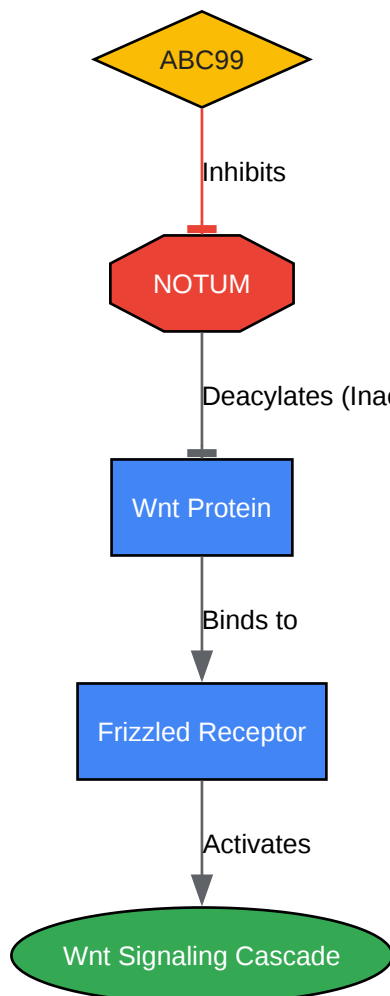 ABC99
Inhibits
NOTUM
Deacylates
Wnt Protein
Binds to
Frizzled Receptor
Activates
Wnt Signaling Cascade